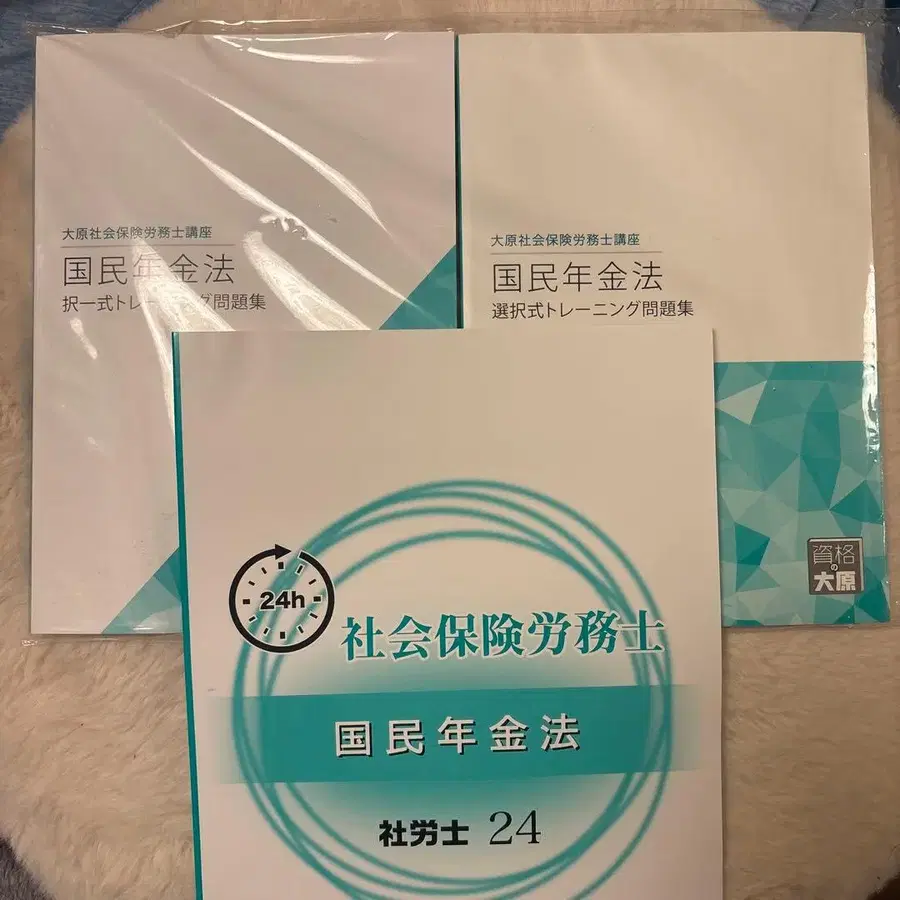 大原社会保険労務士講座
国民年金法
択一式トレーニング問題集
大原社会保険労務士講座
国民年金法
選択式トレーニング問題集
資格
の
大原
24h
社会保険労務士
国民年金法
社労士 24